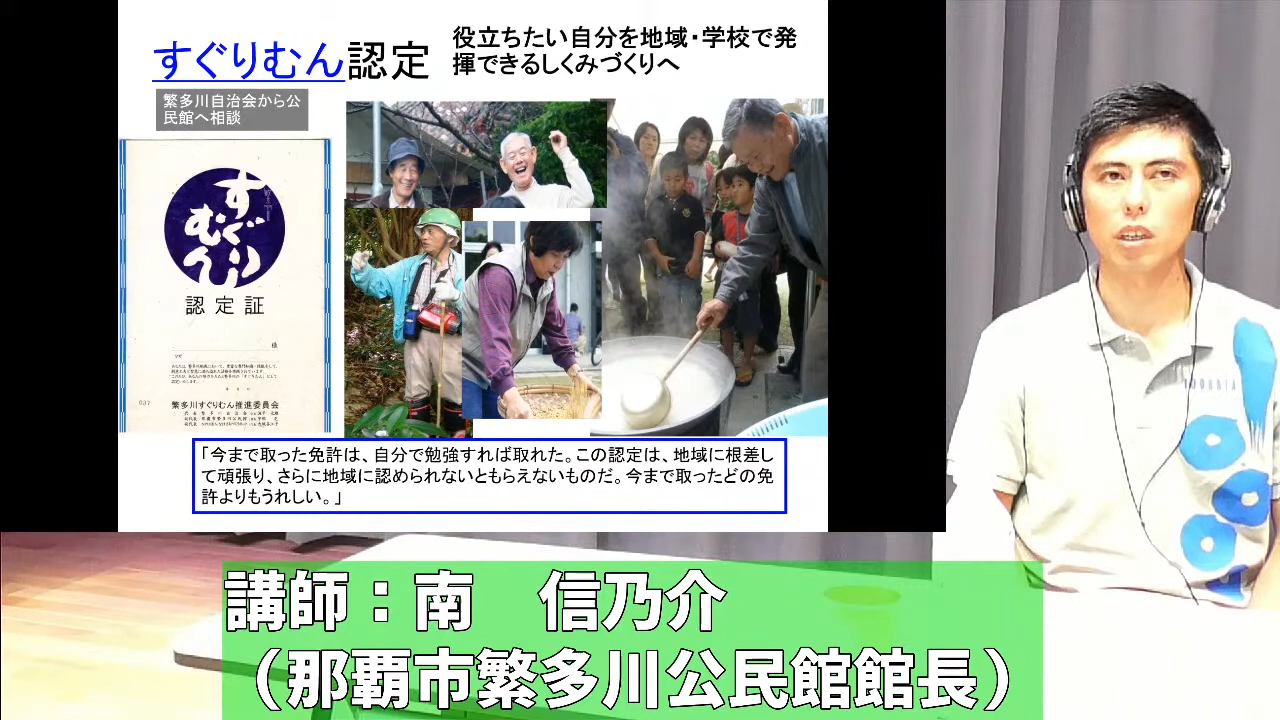 すぐりむん認定
役立ちたい自分を地域・学校で発
揮できるしくみづくりへ
繁多川自治会から公
民館へ相談
すぐりむん
認定証
様
037
繁多川すぐりむん推進委員会
「今まで取った免許は、自分で勉強すれば取れた。この認定は、地域に根差し
て頑張り、さらに地域に認められないともらえないものだ。今まで取ったどの免
許よりもうれしい。」
講師：南　信乃介
（那覇市繁多川公民館館長）